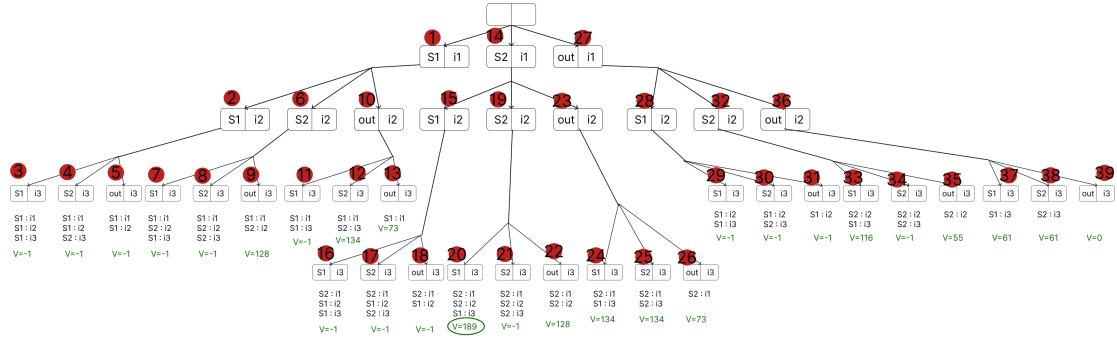 1
14
27
S1 i1
S2 i1
out i1
2
6
10
15
19
23
28
32
36
S1 i2
S2 i2
out i2
S1 i2
S2 i2
out i2
S1 i2
S2 i2
out i2
3
4
5
7
8
9
11
12
13
29
30
31
33
34
35
37
38
39
S1 i3
S2 i3
out i3
S1 i3
S2 i3
out i3
S1 i3
S2 i3
out i3
S1 i3
S2 i3
out i3
S1 i3
S2 i3
out i3
S1 i3
S2 i3
out i3
S1 : i1
S1 : i2
S1 : i3
V=-1
S1 : i1
S1 : i2
S2 : i3
V=-1
S1 : i1
S1 : i2
V=-1
S1 : i1
S2 : i2
S1 : i3
V=-1
S1 : i1
S2 : i2
S2 : i3
V=-1
S1 : i1
S2 : i2
V=128
S1 : i1
S1 : i3
V=-1
S1 : i1
S2 : i3
V=134
S1 : i1
V=73
S1 : i2
S1 : i3
V=-1
S1 : i2
S2 : i3
V=-1
S1 : i2
V=-1
S2 : i2
S1 : i3
V=116
S2 : i2
S2 : i3
V=-1
S2 : i2
V=55
S1 : i3
V=61
S2 : i3
V=61
V=0
16
17
18
20
21
22
24
25
26
S1 i3
S2 i3
out i3
S1 i3
S2 i3
out i3
S1 i3
S2 i3
out i3
S2 : i1
S1 : i2
S1 : i3
V=-1
S2 : i1
S1 : i2
S2 : i3
V=-1
S2 : i1
S1 : i2
V=-1
S2 : i1
S2 : i2
S1 : i3
V=189
S2 : i1
S2 : i2
S2 : i3
V=-1
S2 : i1
S2 : i2
V=128
S2 : i1
S1 : i3
V=134
S2 : i1
S2 : i3
V=134
S2 : i1
V=73